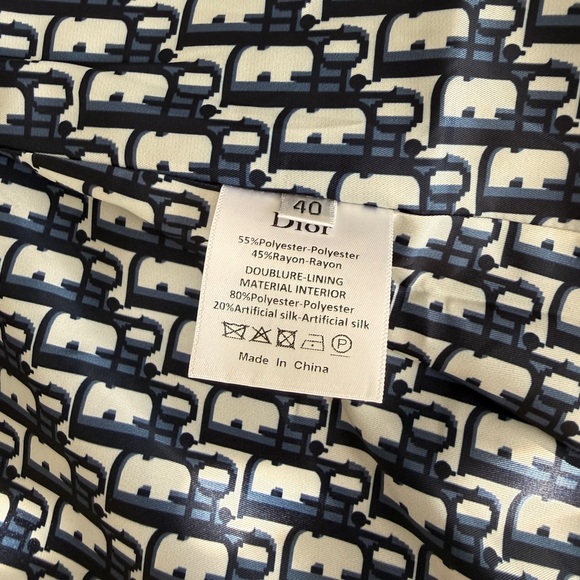 40
Dior
55%Polyester-Polyester
45%Rayon-Rayon
DOUBLURE-LINING
MATERIAL INTERIOR
80%Polyester-Polyester
20%Artificial silk-Artificial silk
Made In China